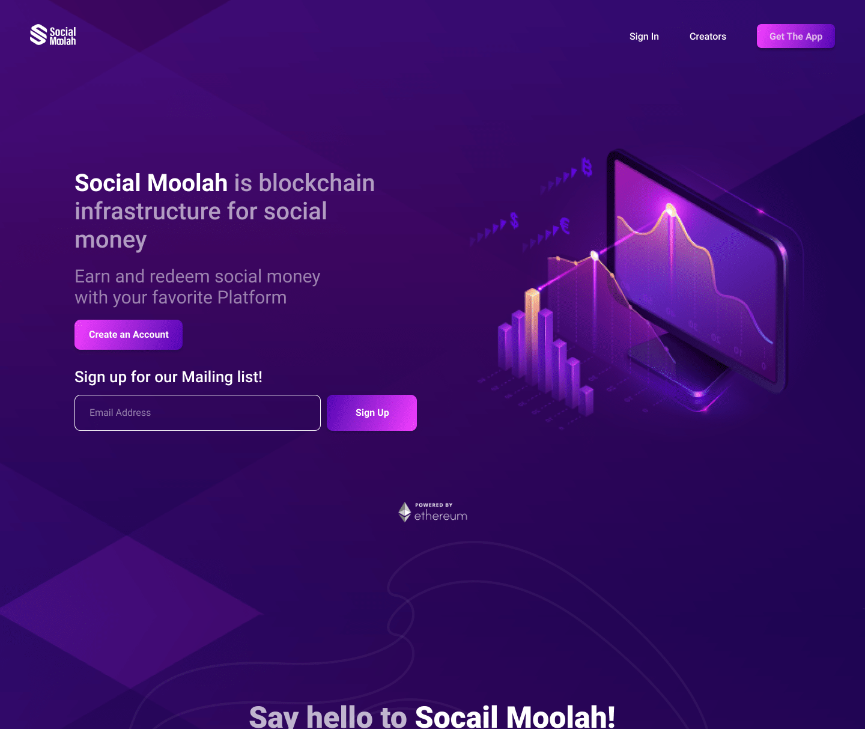 Social
Moolah
Sign In
Creators
Get The App
Social Moolah is blockchain
infrastructure for social
money
Earn and redeem social money
with your favorite Platform
Create an Account
Sign up for our Mailing list!
Email Address
Sign Up
POWERED BY
ethereum
Say hello to Socail Moolah!